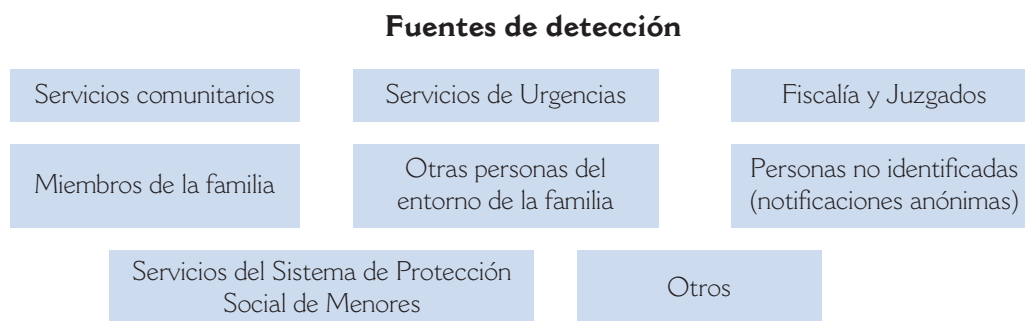 Fuentes de detección
Servicios comunitarios
Servicios de Urgencias
Fiscalía y Juzgados
Miembros de la familia
Otras personas del
entorno de la familia
Personas no identificadas
(notificaciones anónimas)
Servicios del Sistema de Protección
Social de Menores
Otros